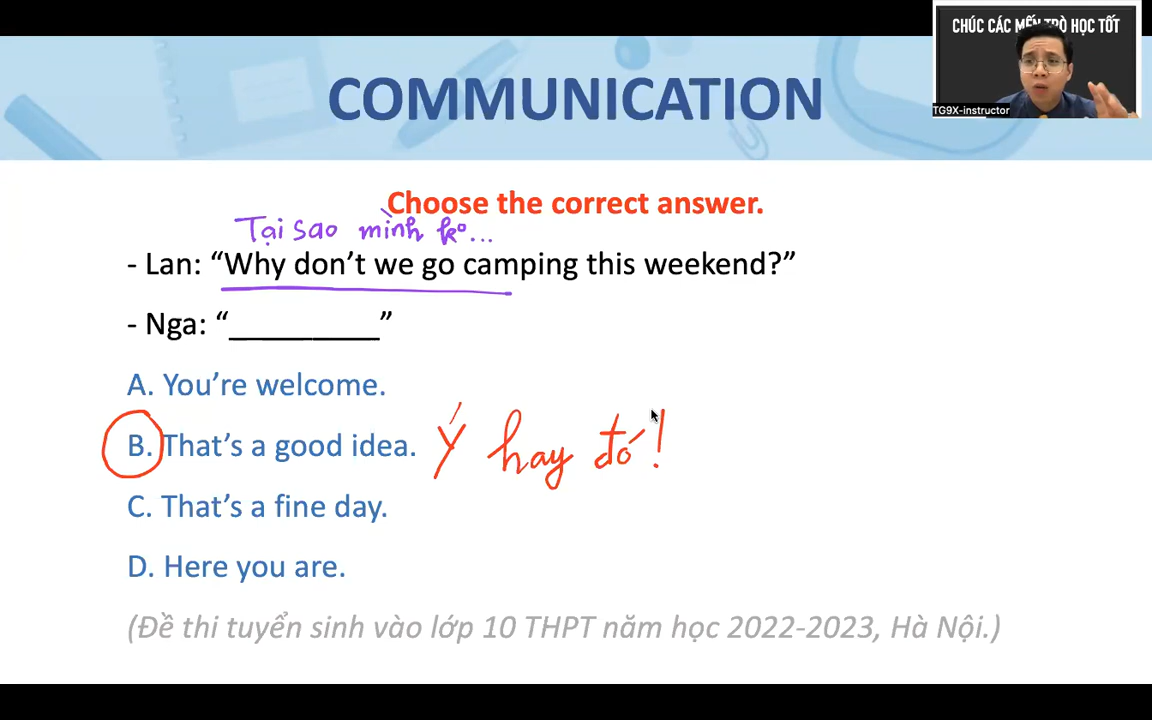 CHÚC CÁC MẾN TRÒ HỌC TỐT
TG9X-instructor
COMMUNICATION
Choose the correct answer.
Tại sao mình ko...
- Lan: “Why don’t we go camping this weekend?”
- Nga: “__________”
A. You’re welcome.
B. That’s a good idea. Ý hay đó!
C. That’s a fine day.
D. Here you are.
(Đề thi tuyển sinh vào lớp 10 THPT năm học 2022-2023, Hà Nội.)